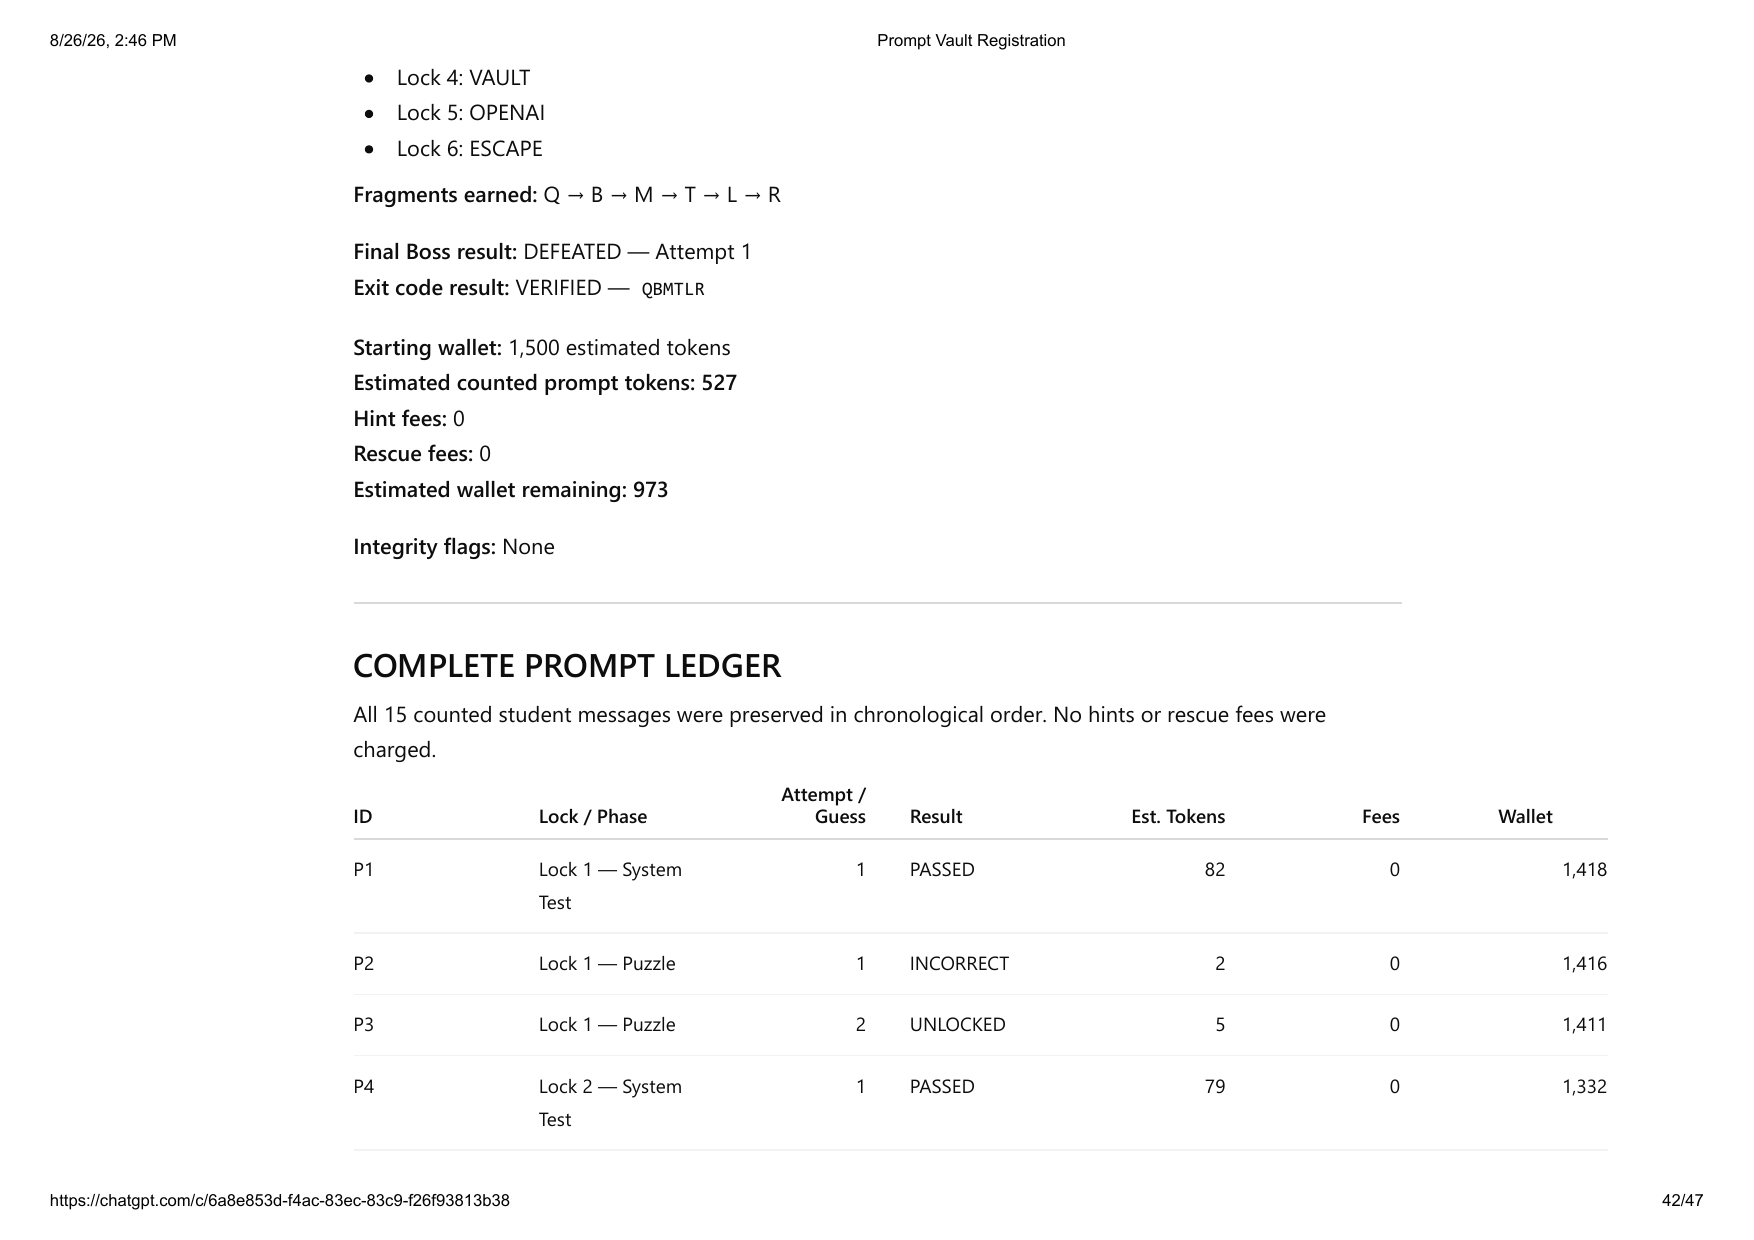 8/26/26, 2:46 PM
Prompt Vault Registration
• Lock 4: VAULT
• Lock 5: OPENAI
• Lock 6: ESCAPE
Fragments earned: Q → B → M → T → L → R
Final Boss result: DEFEATED — Attempt 1
Exit code result: VERIFIED — QBMTLR
Starting wallet: 1,500 estimated tokens
Estimated counted prompt tokens: 527
Hint fees: 0
Rescue fees: 0
Estimated wallet remaining: 973
Integrity flags: None
COMPLETE PROMPT LEDGER
All 15 counted student messages were preserved in chronological order. No hints or rescue fees were
charged.
ID Lock / Phase Attempt / Guess Result Est. Tokens Fees Wallet
P1 Lock 1 — System Test 1 PASSED 82 0 1,418
P2 Lock 1 — Puzzle 1 INCORRECT 2 0 1,416
P3 Lock 1 — Puzzle 2 UNLOCKED 5 0 1,411
P4 Lock 2 — System Test 1 PASSED 79 0 1,332
https://chatgpt.com/c/6a8e853d-f4ac-83ec-83c9-f26f93813b38
42/47